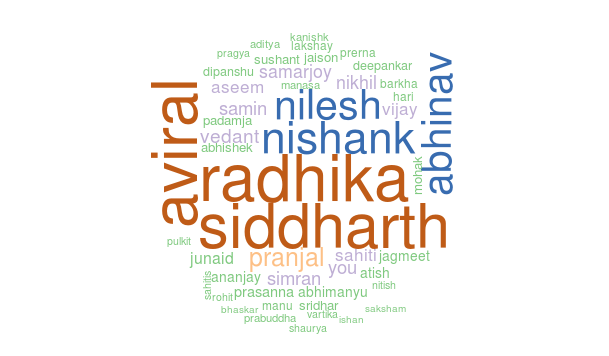 kanishk
aditya lakshay
pragya sushant jaison prerna
dipanshu samarjoy deepankar
aseem manasa nikhil barkha
samin nilesh vijay hari
padamja
vedant nishank
abhishek
aviral
abhinav
mohak
radhika
siddharth
pulkit
junaid pranjal sahiti jagmeet
you
sahitis ananjay simran atish
nitish
rohit prasanna abhimanyu
bhaskar manu sridhar saksham
prabuddha vartika ishan
shaurya